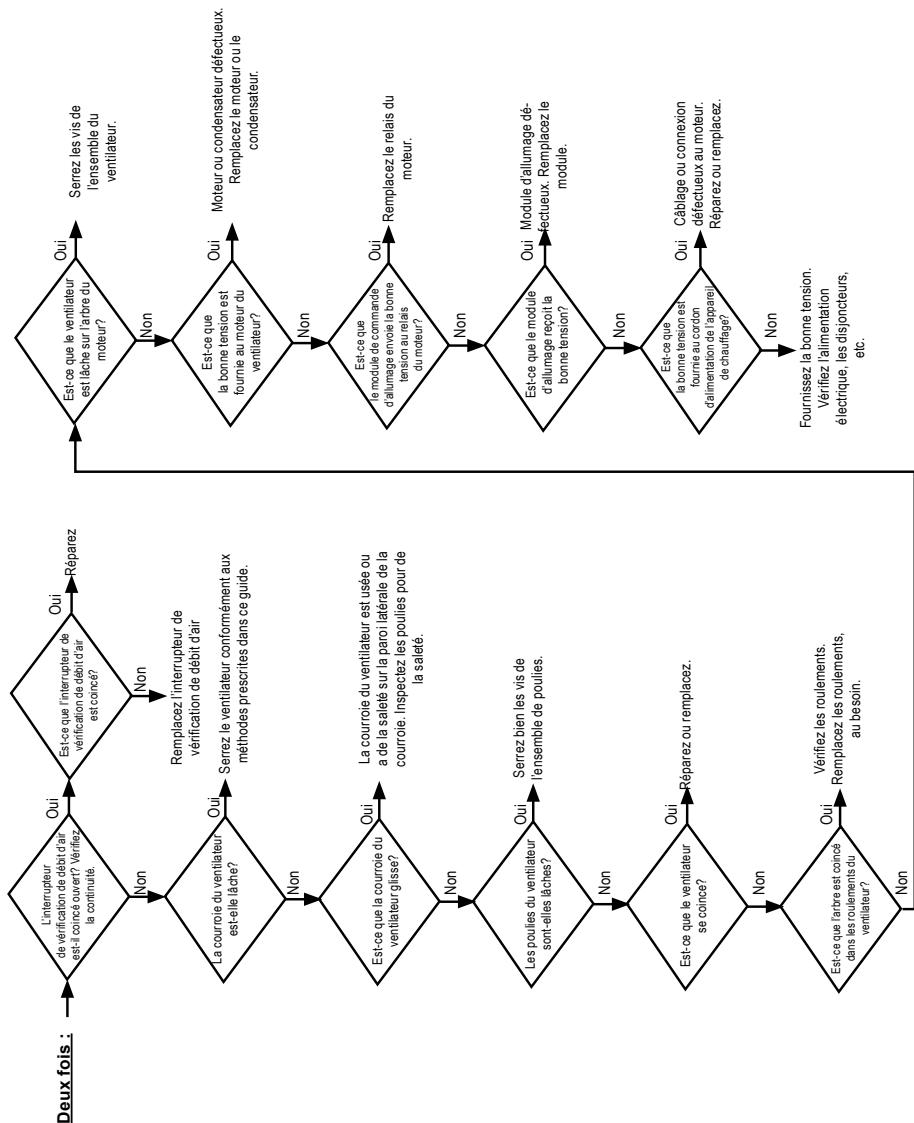 Deux fois :
L'interrupteur
de vérification de débit d'air
est-il coincé ouvert? Vérifiez
la continuité.
Oui
Non
Est-ce que l'interrupteur de
vérification de débit d'air
est coincé?
Oui
Réparez
Non
Remplacez l'interrupteur de
vérification de débit d'air
La courroie du ventilateur
est-elle lâche?
Oui
Serrez le ventilateur conformément aux
méthodes prescrites dans ce guide.
Non
Est-ce que la courroie du
ventilateur glisse?
Oui
La courroie du ventilateur est usée ou
a de la saleté sur la paroi latérale de la
courroie. Inspectez les poulies pour de
la saleté.
Non
Les poulies du ventilateur
sont-elles lâches?
Oui
Serrez bien les vis de
l'ensemble de poulies.
Non
Est-ce que le ventilateur
se coince?
Oui
Réparez ou remplacez.
Non
Est-ce que l'arbre est coincé
dans les roulements du
ventilateur?
Oui
Vérifiez les roulements.
Remplacez les roulements,
au besoin.
Non
Est-ce que le ventilateur
est lâche sur l'arbre du
moteur?
Oui
Serrez les vis de
l'ensemble du
ventilateur.
Non
Est-ce que
la bonne tension est
fournie au moteur du
ventilateur?
Oui
Moteur ou condensateur défectueux.
Remplacez le moteur ou le
condensateur.
Non
Est-ce que
le module de commande
d'allumage envoie la bonne
tension au relais
du moteur?
Oui
Remplacez le relais du
moteur.
Non
Est-ce que le module
d'allumage reçoit la
bonne tension?
Oui
Module d'allumage dé-
fectueux. Remplacez le
module.
Non
Est-ce que
la bonne tension est
fournie au cordon
d'alimentation de l'appareil
de chauffage?
Oui
Câblage ou connexion
défectueux au moteur.
Réparez ou remplacez.
Non
Fournissez la bonne tension.
Vérifiez l'alimentation
électrique, les disjoncteurs,
etc.